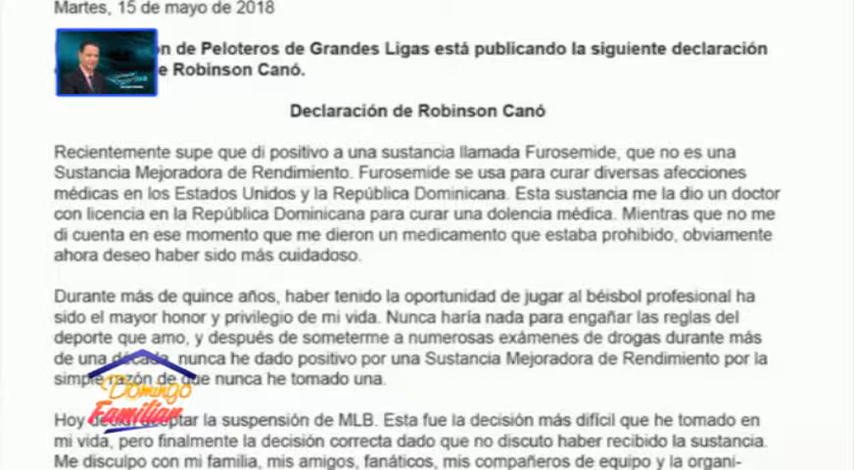 Martes, 15 de mayo de 2018
n de Peloteros de Grandes Ligas está publicando la siguiente declaración
e Robinson Canó.
Declaración de Robinson Canó
Recientemente supe que di positivo a una sustancia llamada Furosemide, que no es una
Sustancia Mejoradora de Rendimiento. Furosemide se usa para curar diversas afecciones
médicas en los Estados Unidos y la República Dominicana. Esta sustancia me la dio un doctor
con licencia en la República Dominicana para curar una dolencia médica. Mientras que no me
di cuenta en ese momento que me dieron un medicamento que estaba prohibido, obviamente
ahora deseo haber sido más cuidadoso.
Durante más de quince años, haber tenido la oportunidad de jugar al béisbol profesional ha
sido el mayor honor y privilegio de mi vida. Nunca haría nada para engañar las reglas del
deporte que amo, y después de someterme a numerosas exámenes de drogas durante más
de una década, nunca he dado positivo por una Sustancia Mejoradora de Rendimiento por la
simple razón de que nunca he tomado una.
Domingo
Familiar
Hoy decidí aceptar la suspensión de MLB. Esta fue la decisión más difícil que he tomado en
mi vida, pero finalmente la decisión correcta dado que no discuto haber recibido la sustancia.
Me disculpo con mi familia, mis amigos, fanáticos, mis compañeros de equipo y la organi-